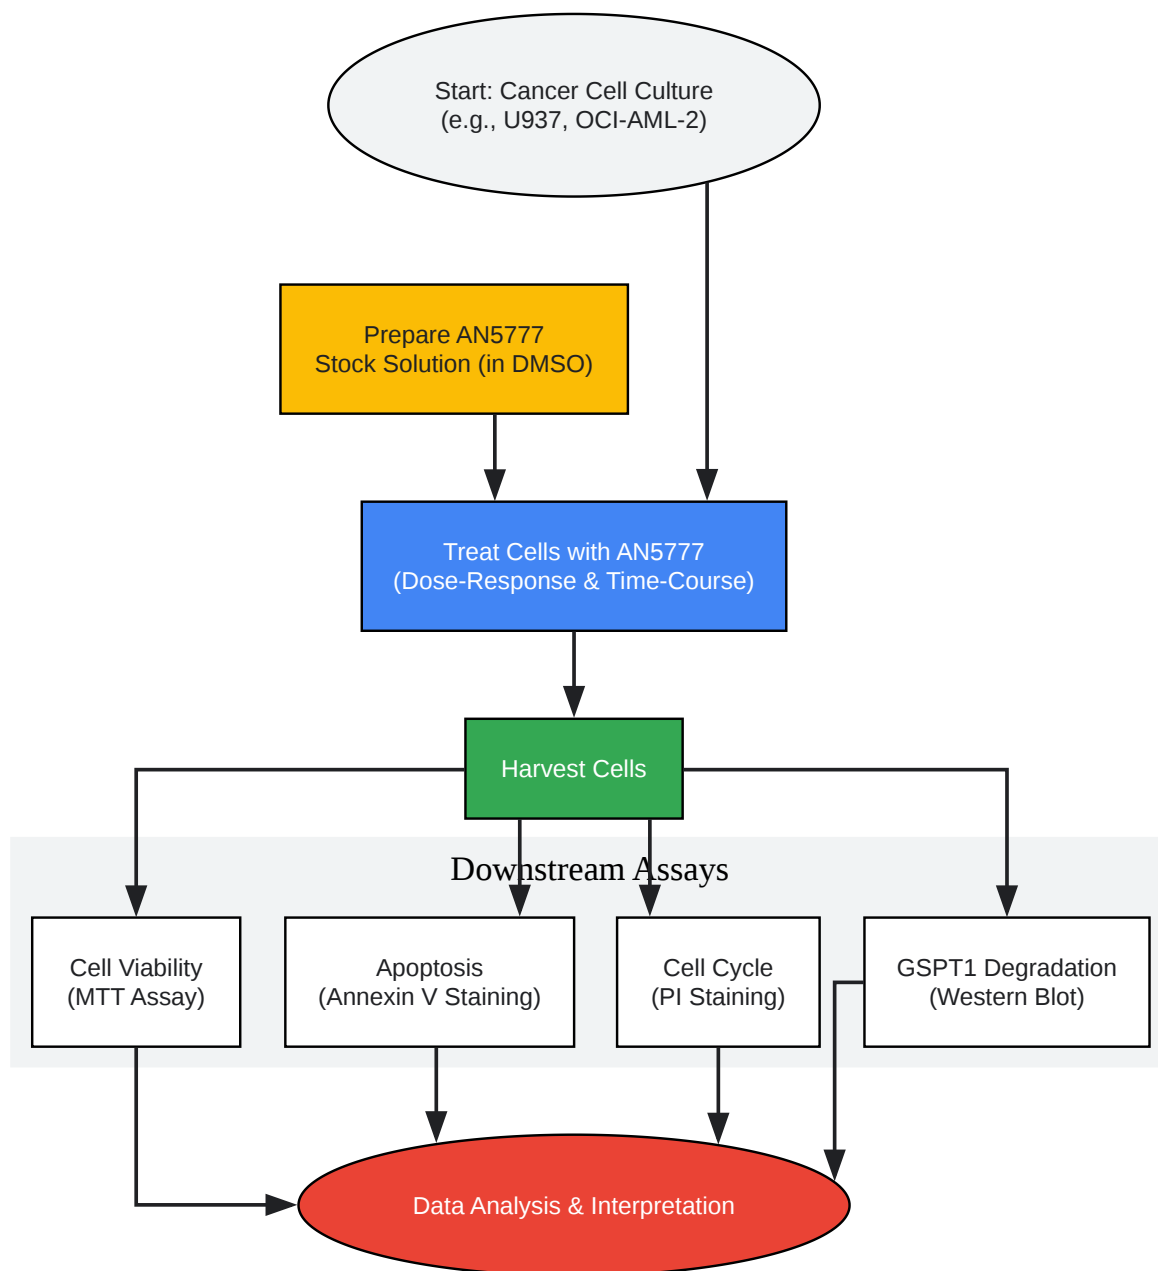 Start: Cancer Cell Culture
(e.g., U937, OCI-AML-2)
Prepare AN5777
Stock Solution (in DMSO)
Treat Cells with AN5777
(Dose-Response & Time-Course)
Harvest Cells
Downstream Assays
Cell Viability
(MTT Assay)
Apoptosis
(Annexin V Staining)
Cell Cycle
(PI Staining)
GSPT1 Degradation
(Western Blot)
Data Analysis & Interpretation